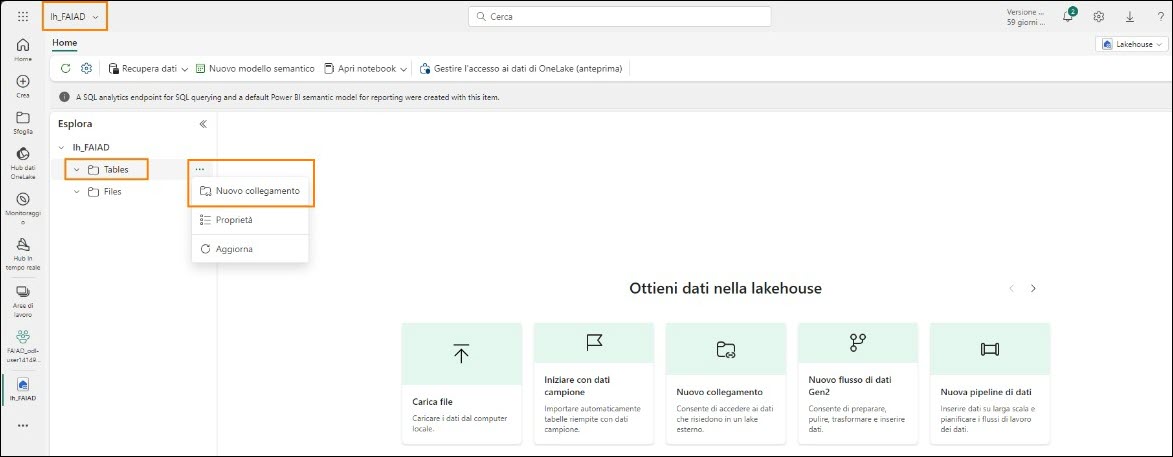 lh_FAIAD
Cerca
Versione ...
59 giorni ...
2
?
Home
Lakehouse
Recupera dati
Nuovo modello semantico
Apri notebook
Gestire l'accesso ai dati di OneLake (anteprima)
A SQL analytics endpoint for SQL querying and a default Power BI semantic model for reporting were created with this item.
Home
Crea
Sfoglia
Hub dati
OneLake
Monitoraggi
o
Hub in
tempo reale
Aree di
lavoro
FAIAD_odl-
user14149...
lh_FAIAD
...
Esplora
lh_FAIAD
Tables
...
Files
Nuovo collegamento
Proprietà
Aggiorna
Ottieni dati nella lakehouse
Carica file
Caricare i dati dal computer
locale.
Iniziare con dati
campione
Importare automaticamente
tabelle riempite con dati
campione.
Nuovo collegamento
Consente di accedere ai dati
che risiedono in un lake
esterno.
Nuovo flusso di dati
Gen2
Consente di preparare,
pulire, trasformare e inserire
dati.
Nuova pipeline di dati
Inserire dati su larga scala e
pianificare i flussi di lavoro
dei dati.